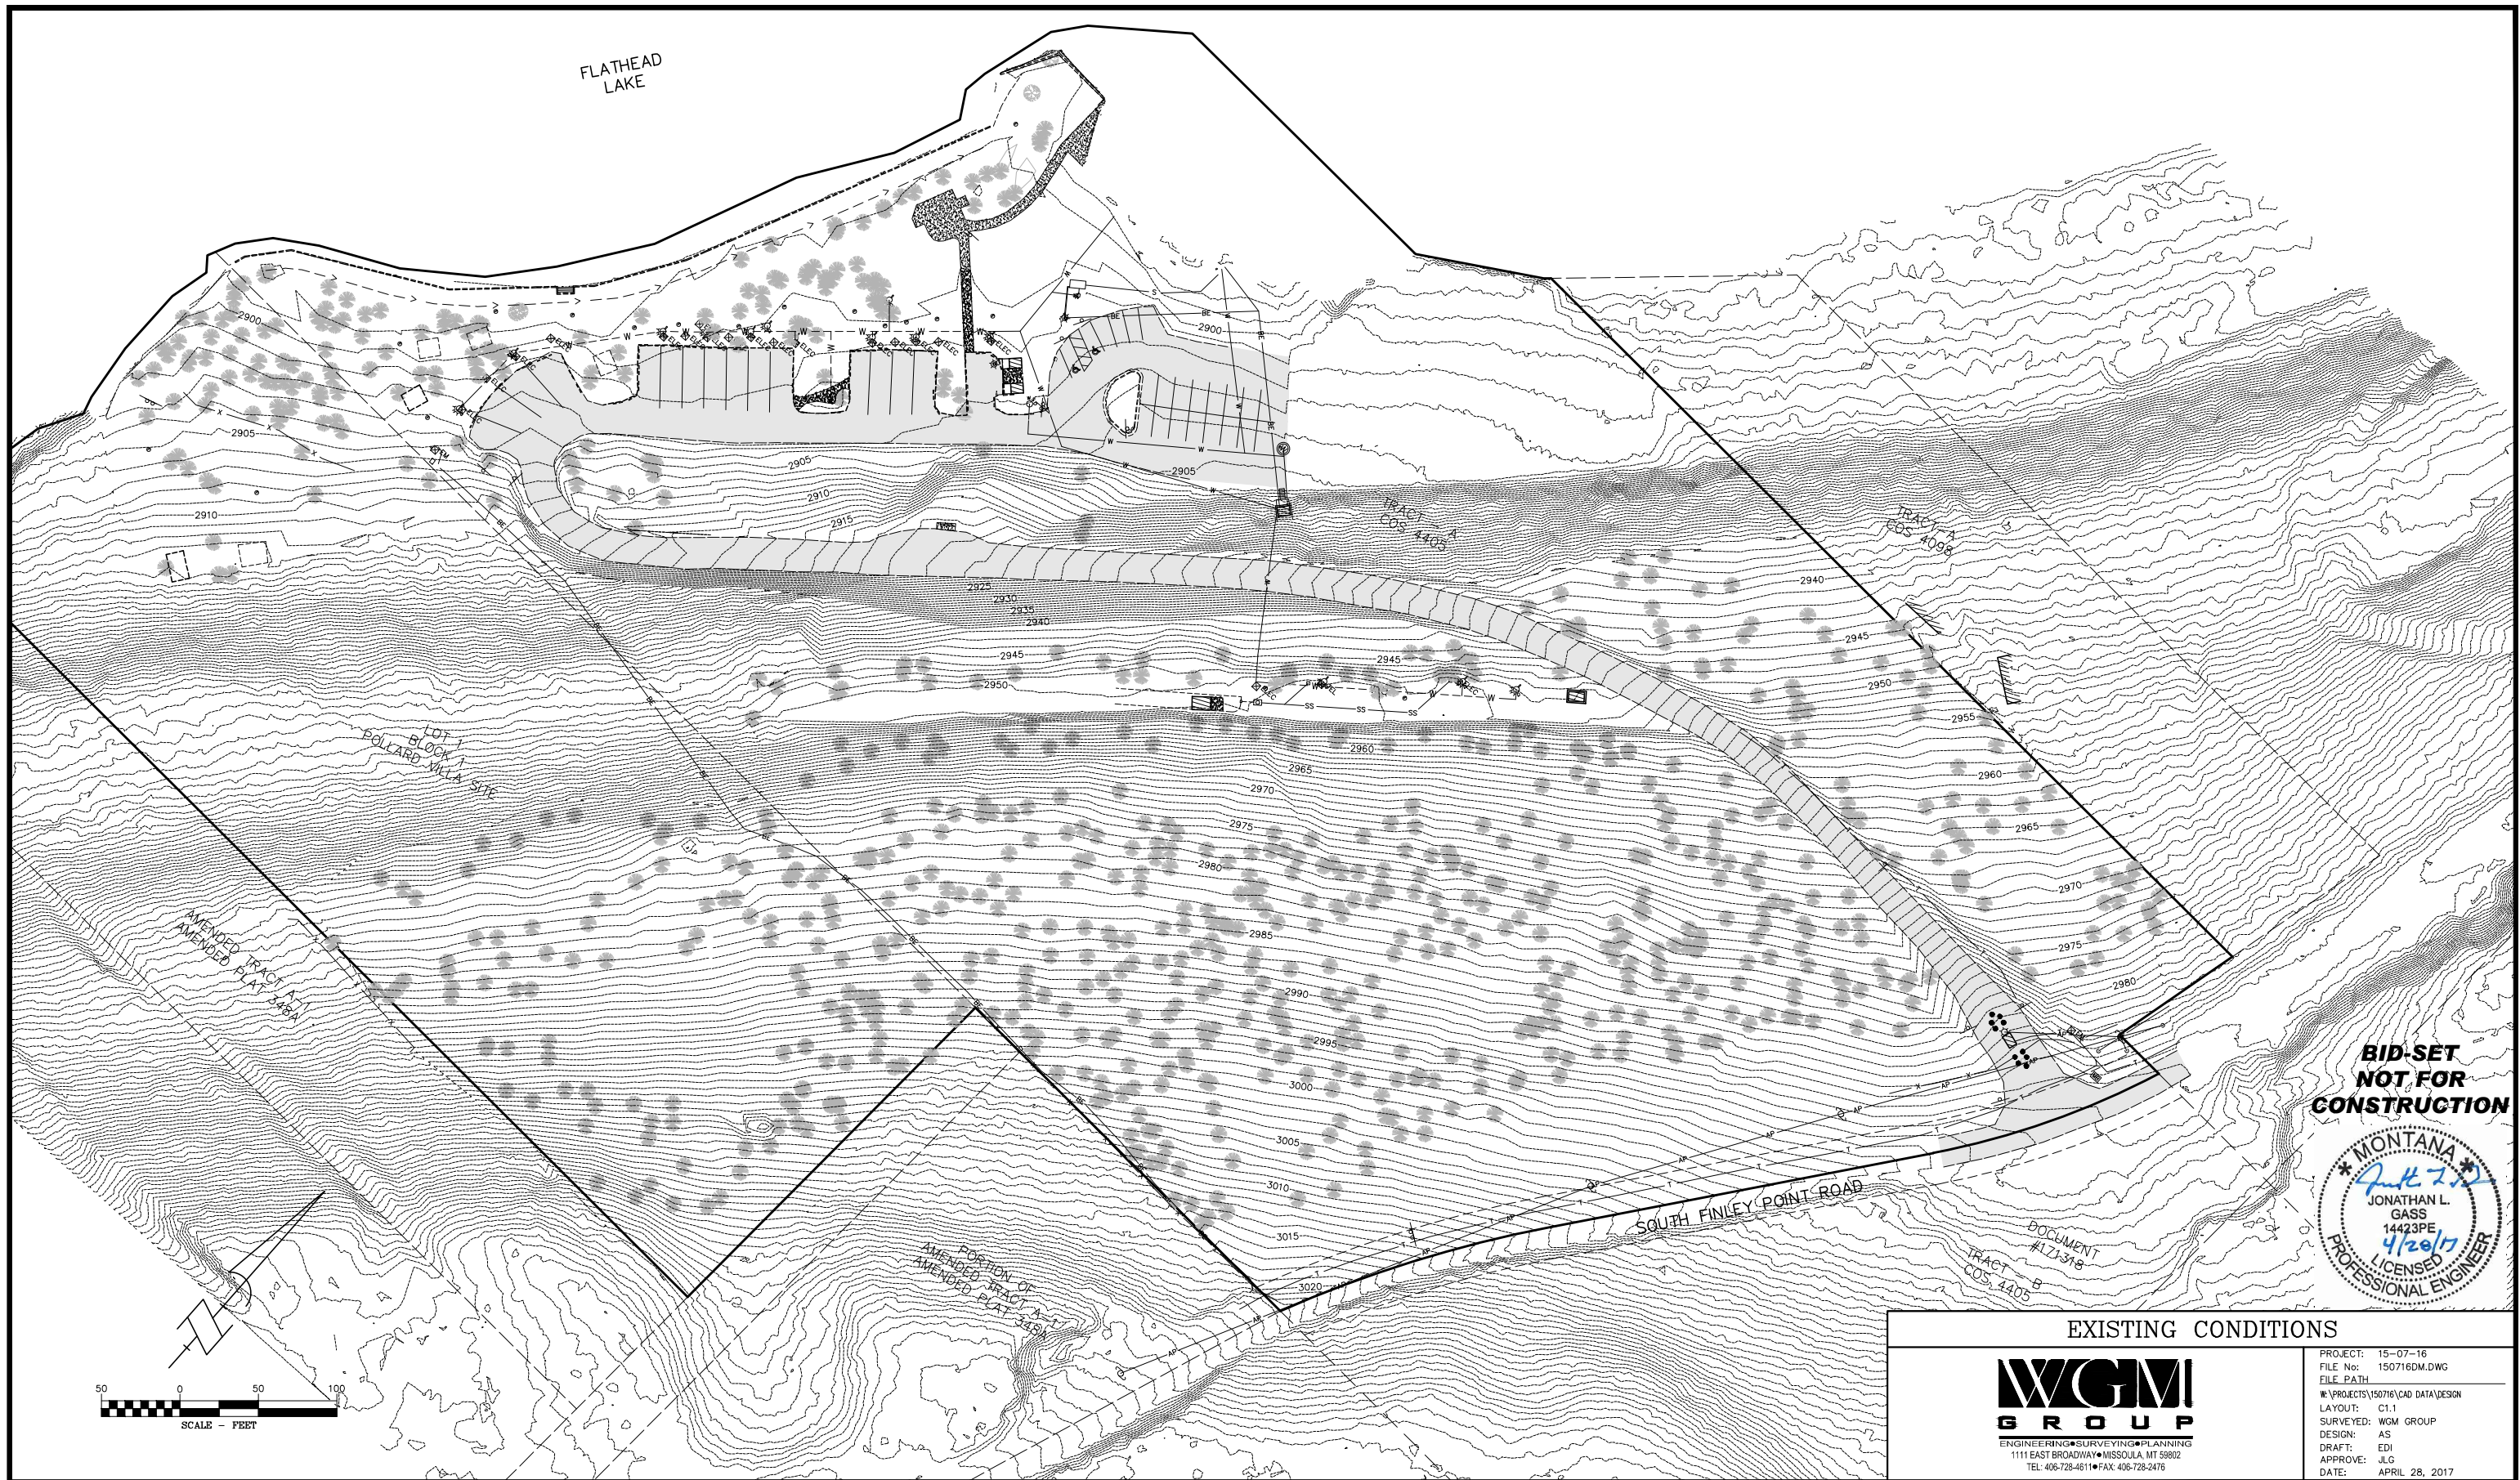 FLATHEAD
LAKE
2900
2900
2905
2905
2905
2910
2910
2915
2925
2930
2935
2940
2940
2945
2945
2945
2950
2950
2955
2960
2960
2965
2965
2970
2970
2975
2975
2980
2980
2985
2990
2995
3000
3005
3010
3015
3020
TRACT - A
COS 4405
TRACT - A
COS 4098
LOT 1
BLOCK 1
POLLARD VILLA SITE
AMENDED TRACT A-1
AMENDED PLAT 348A
PORTION OF
AMENDED TRACT A-1
AMENDED PLAT 348A
SOUTH FINLEY POINT ROAD
DOCUMENT
#171318
TRACT - B
COS 4405
BID-SET
NOT FOR
CONSTRUCTION
MONTANA
JONATHAN L.
GASS
14423PE
4/28/17
LICENSED
PROFESSIONAL ENGINEER
N
50 0 50 100
SCALE - FEET
EXISTING CONDITIONS
WGM
GROUP
ENGINEERING●SURVEYING●PLANNING
1111 EAST BROADWAY●MISSOULA, MT 59802
TEL: 406-728-4611●FAX: 406-728-2476
PROJECT: 15-07-16
FILE No: 150716DM.DWG
FILE PATH
W:\PROJECTS\150716\CAD DATA\DESIGN
LAYOUT: C1.1
SURVEYED: WGM GROUP
DESIGN: AS
DRAFT: EDI
APPROVE: JLG
DATE: APRIL 28, 2017